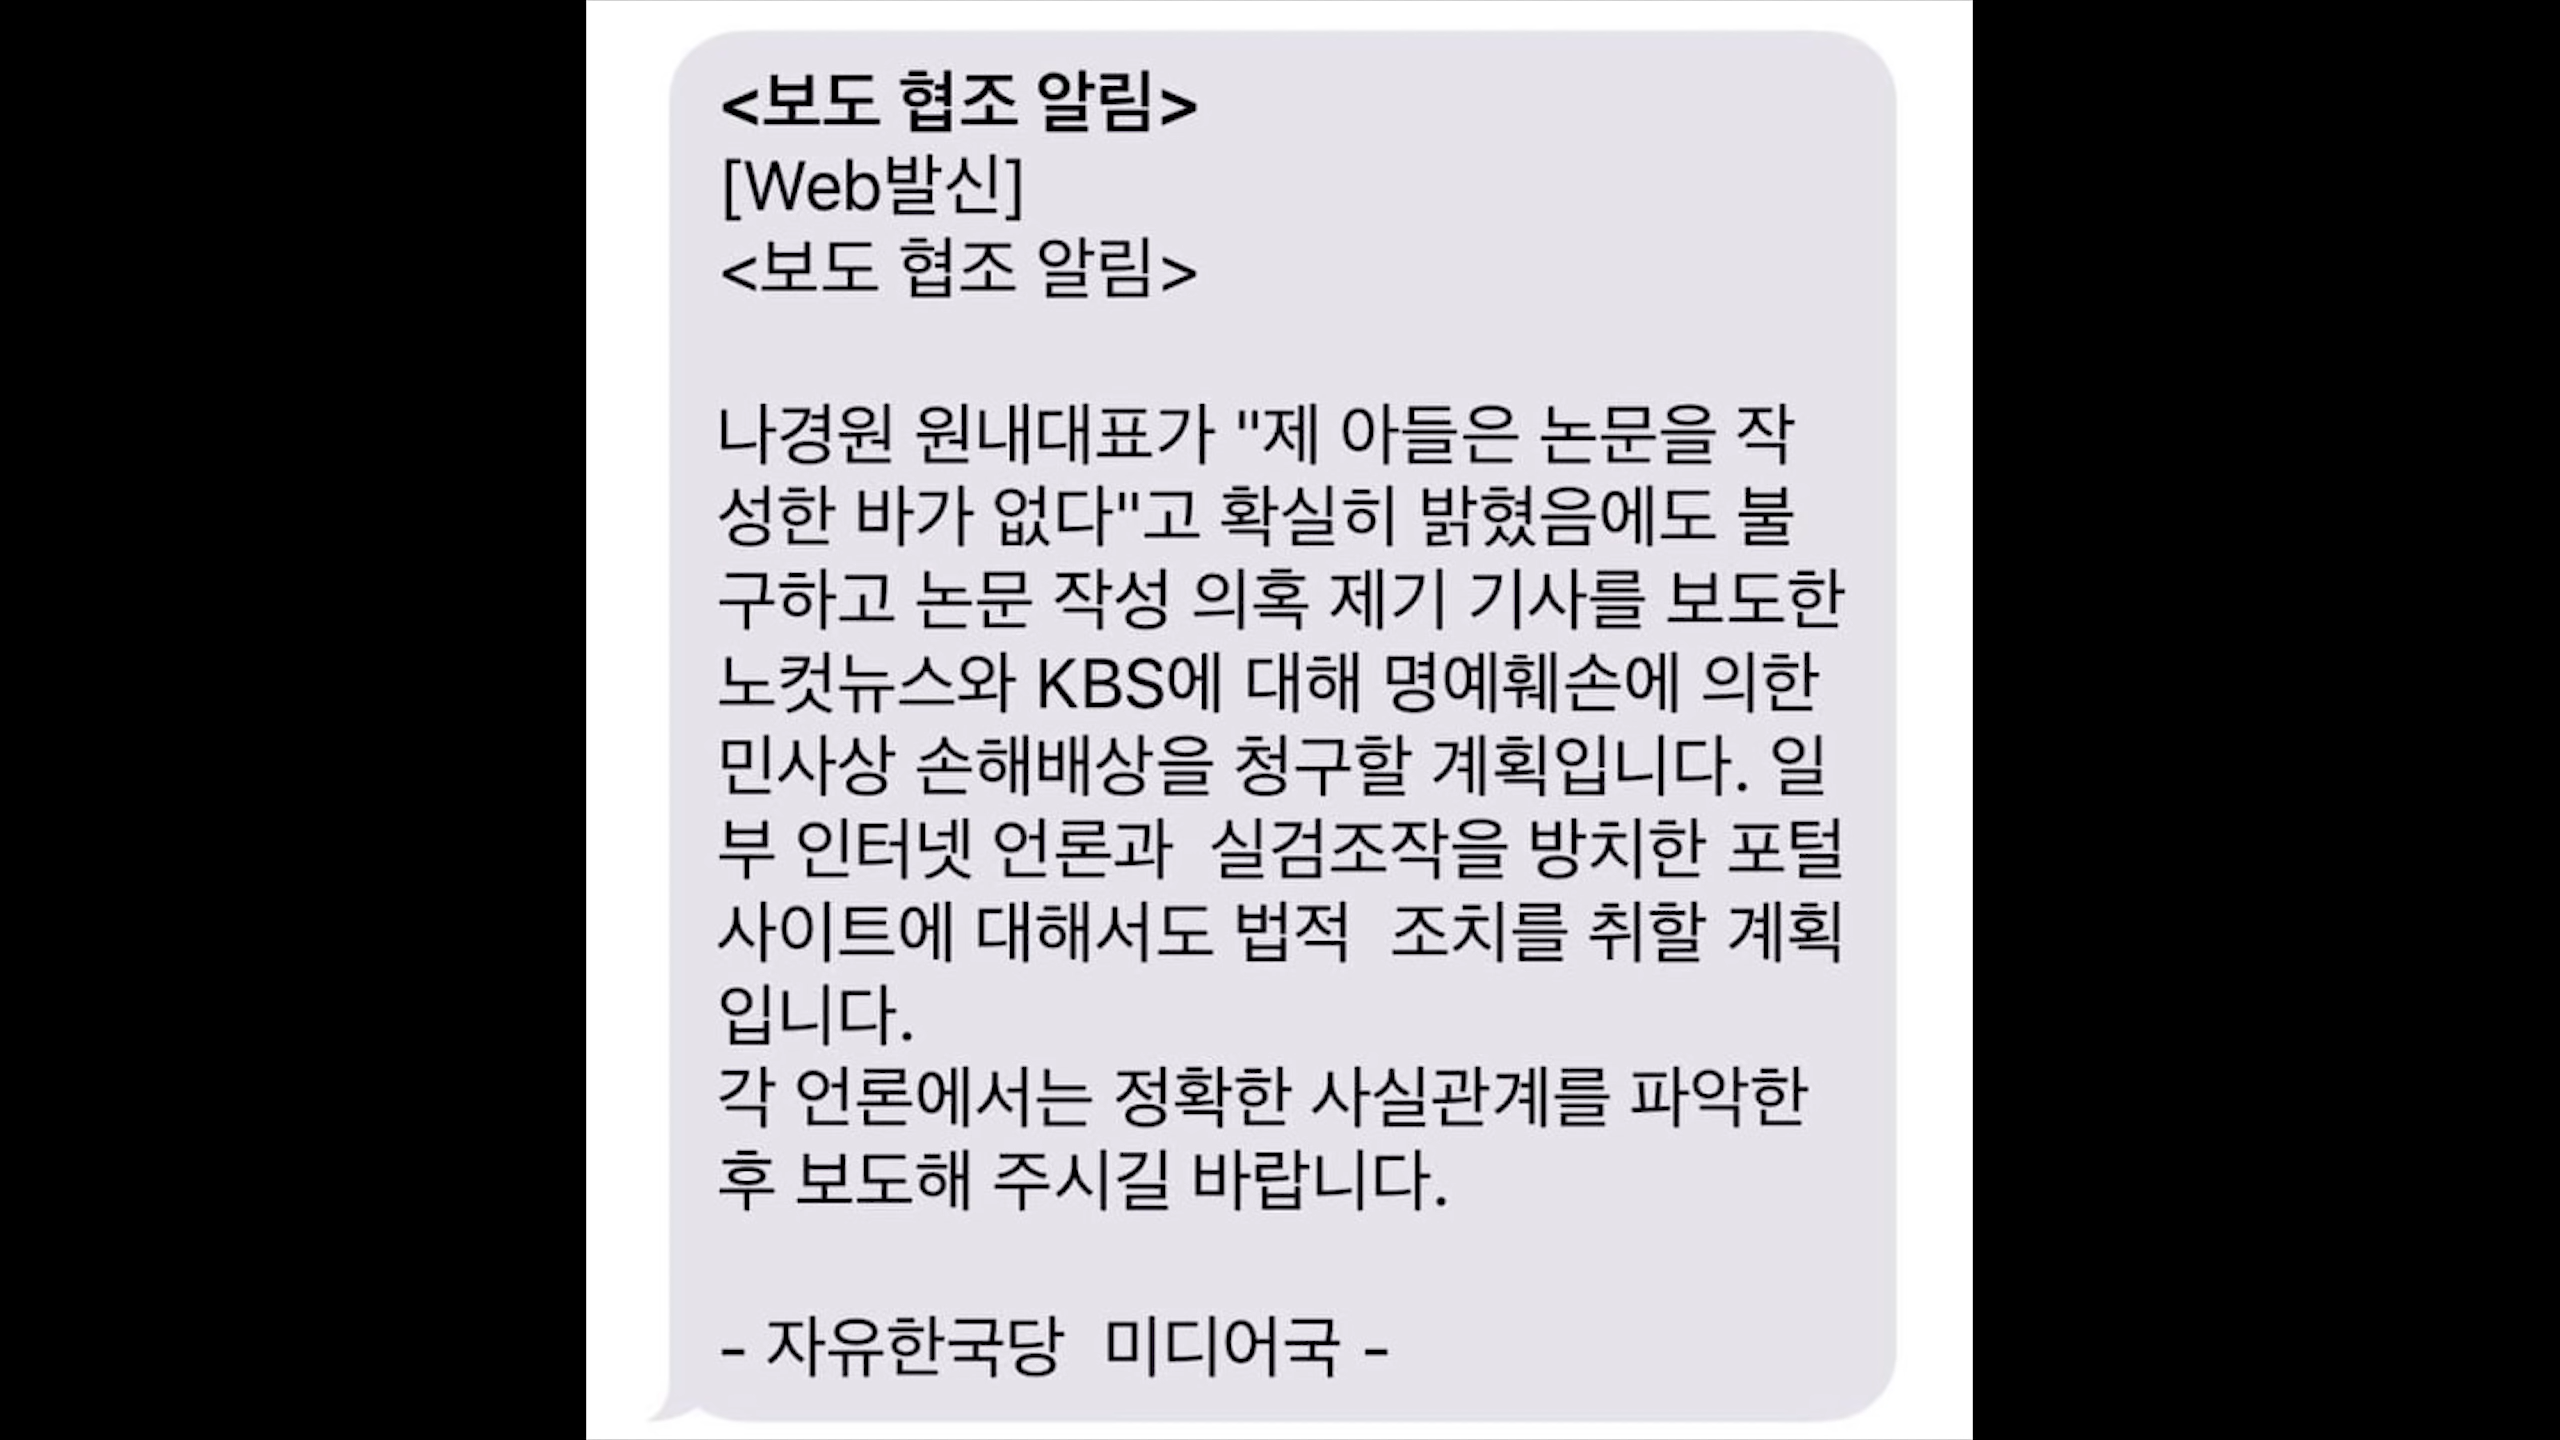 <보도 협조 알림>
[Web발신]
<보도 협조 알림>
나경원 원내대표가 "제 아들은 논문을 작
성한 바가 없다"고 확실히 밝혔음에도 불
구하고 논문 작성 의혹 제기 기사를 보도한
노컷뉴스와 KBS에 대해 명예훼손에 의한
민사상 손해배상을 청구할 계획입니다. 일
부 인터넷 언론과  실검조작을 방치한 포털
사이트에 대해서도 법적  조치를 취할 계획
입니다.
각 언론에서는 정확한 사실관계를 파악한
후 보도해 주시길 바랍니다.
- 자유한국당  미디어국 -